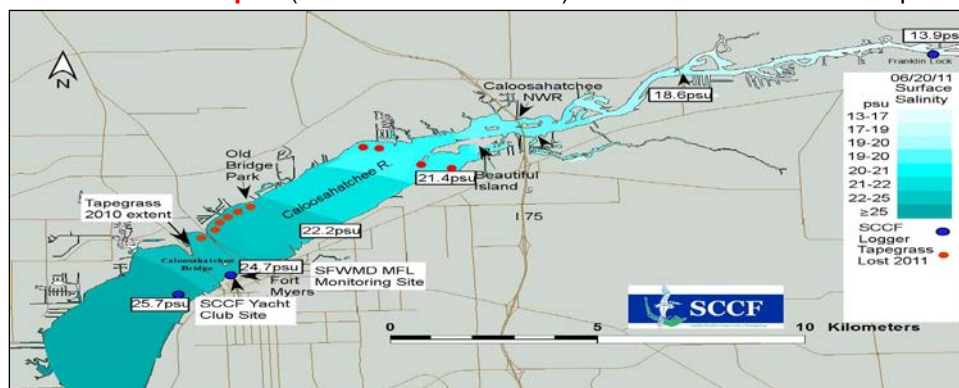 13.9ps
Franklin Lock
18.6psu
Caloosahatchee
NWR
Old
Bridge
Park
Caloosahatchee R.
Beautiful
Island
21.4psu
Tapegrass
2010 extent
I 75
22.2psu
Caloosahatchee
Bridge
24.7psu
SFWMD MFL
Monitoring Site
Fort
Myers
25.7psu
SCCF Yacht
Club Site
06/20/11
Surface
Salinity
psu
13-17
17-19
19-20
20-21
21-22
22-25
≥25
SCCF
Logger
Tapegrass
Lost 2011
N
SCCF
0 5 10 Kilometers